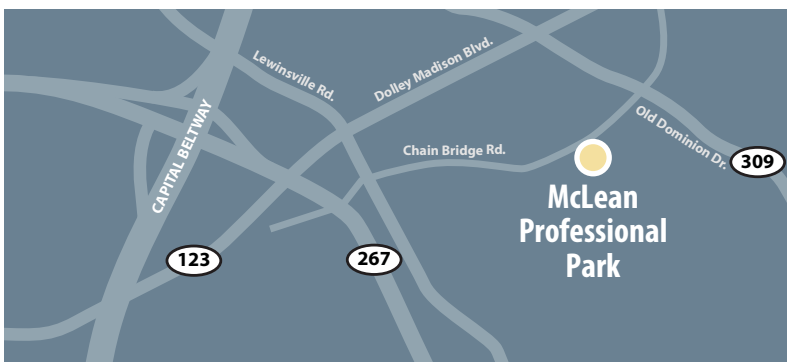 Lewinsville Rd.
Dolley Madison Blvd.
CAPITAL BELTWAY
Chain Bridge Rd.
Old Dominion Dr.
309
McLean
Professional
Park
123
267